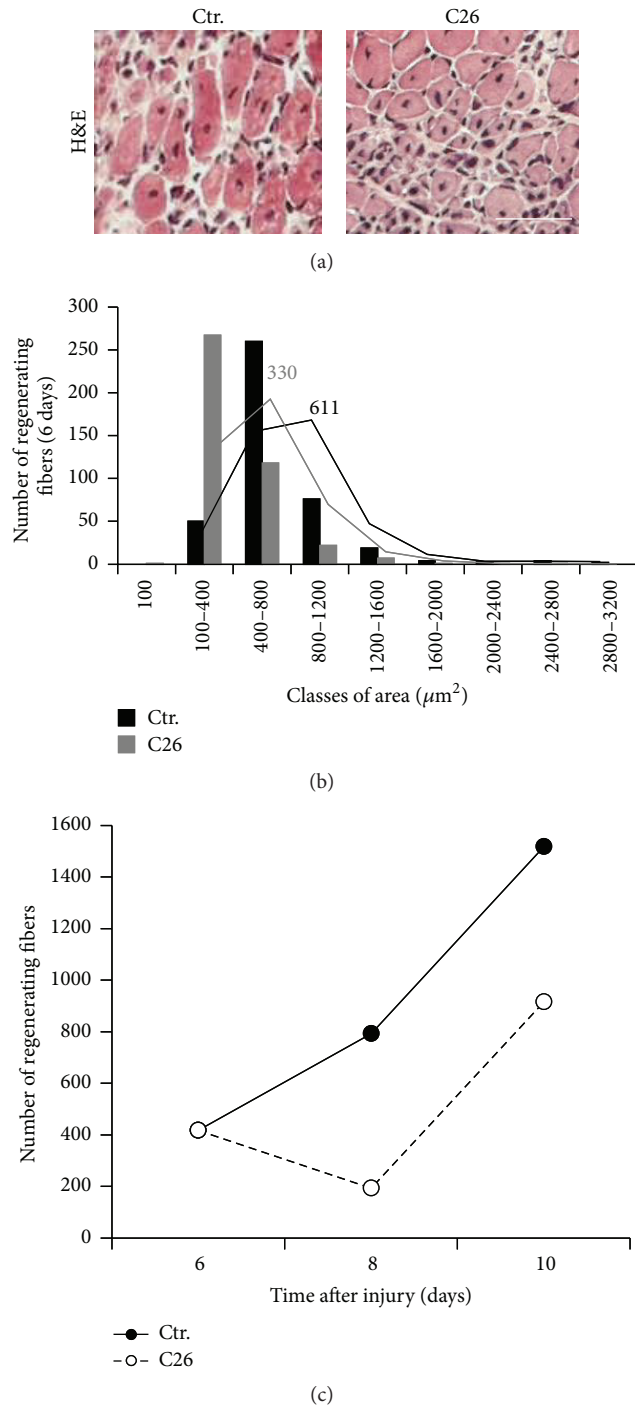 Ctr.
C26
H&E
(a)
Number of regenerating
fibers (6 days)
300
250
200
150
100
50
0
330
611
100
100–400
400–800
800–1200
1200–1600
1600–2000
2000–2400
2400–2800
2800–3200
Classes of area (μm²)
Ctr.
C26
(b)
Number of regenerating fibers
1600
1400
1200
1000
800
600
400
200
0
6
8
10
Time after injury (days)
Ctr.
C26
(c)